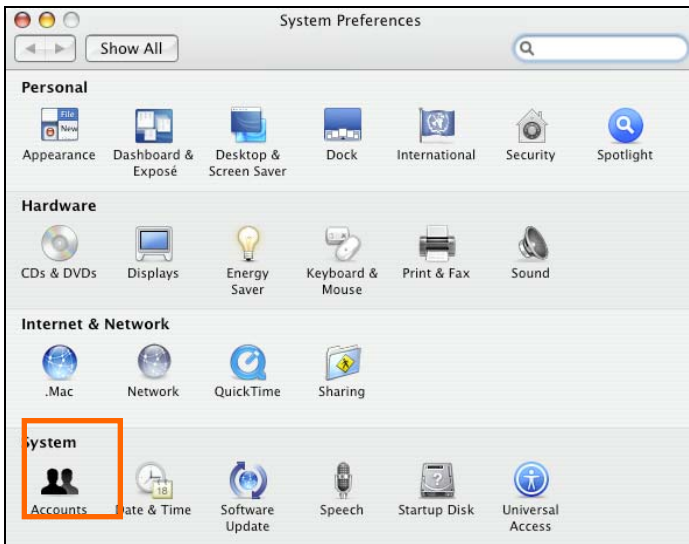 System Preferences
Show All
Personal
File
New
Appearance
Dashboard &
Exposé
Desktop &
Screen Saver
Dock
International
Security
Spotlight
Hardware
CDs & DVDs
Displays
Energy
Saver
Keyboard &
Mouse
Print & Fax
Sound
Internet & Network
.Mac
Network
QuickTime
Sharing
System
18
Accounts
Date & Time
Software
Update
Speech
Startup Disk
Universal
Access